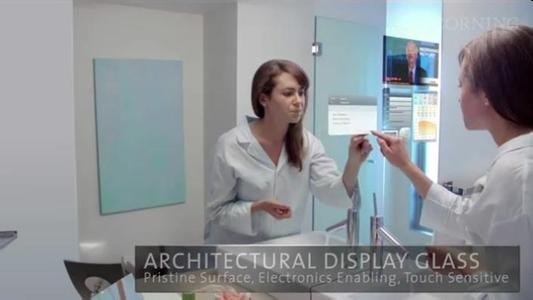 CORNING
ARCHITECTURAL DISPLAY GLASS
Pristine Surface, Electronics Enabling, Touch Sensitive